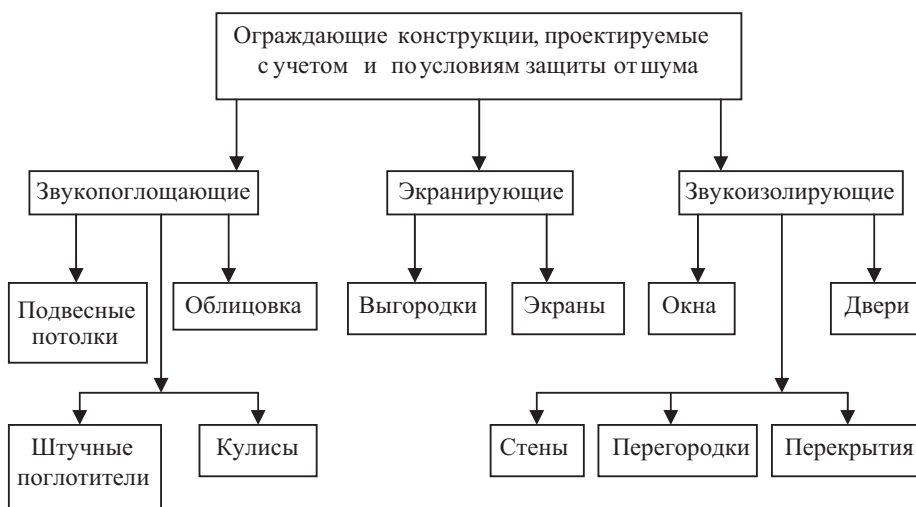 Ограждающие конструкции, проектируемые
с учетом и по условиям защиты от шума
Звукопоглощающие
Экранирующие
Звукоизолирующие
Подвесные
потолки
Облицовка
Выгородки
Экраны
Окна
Двери
Штучные
поглотители
Кулисы
Стены
Перегородки
Перекрытия